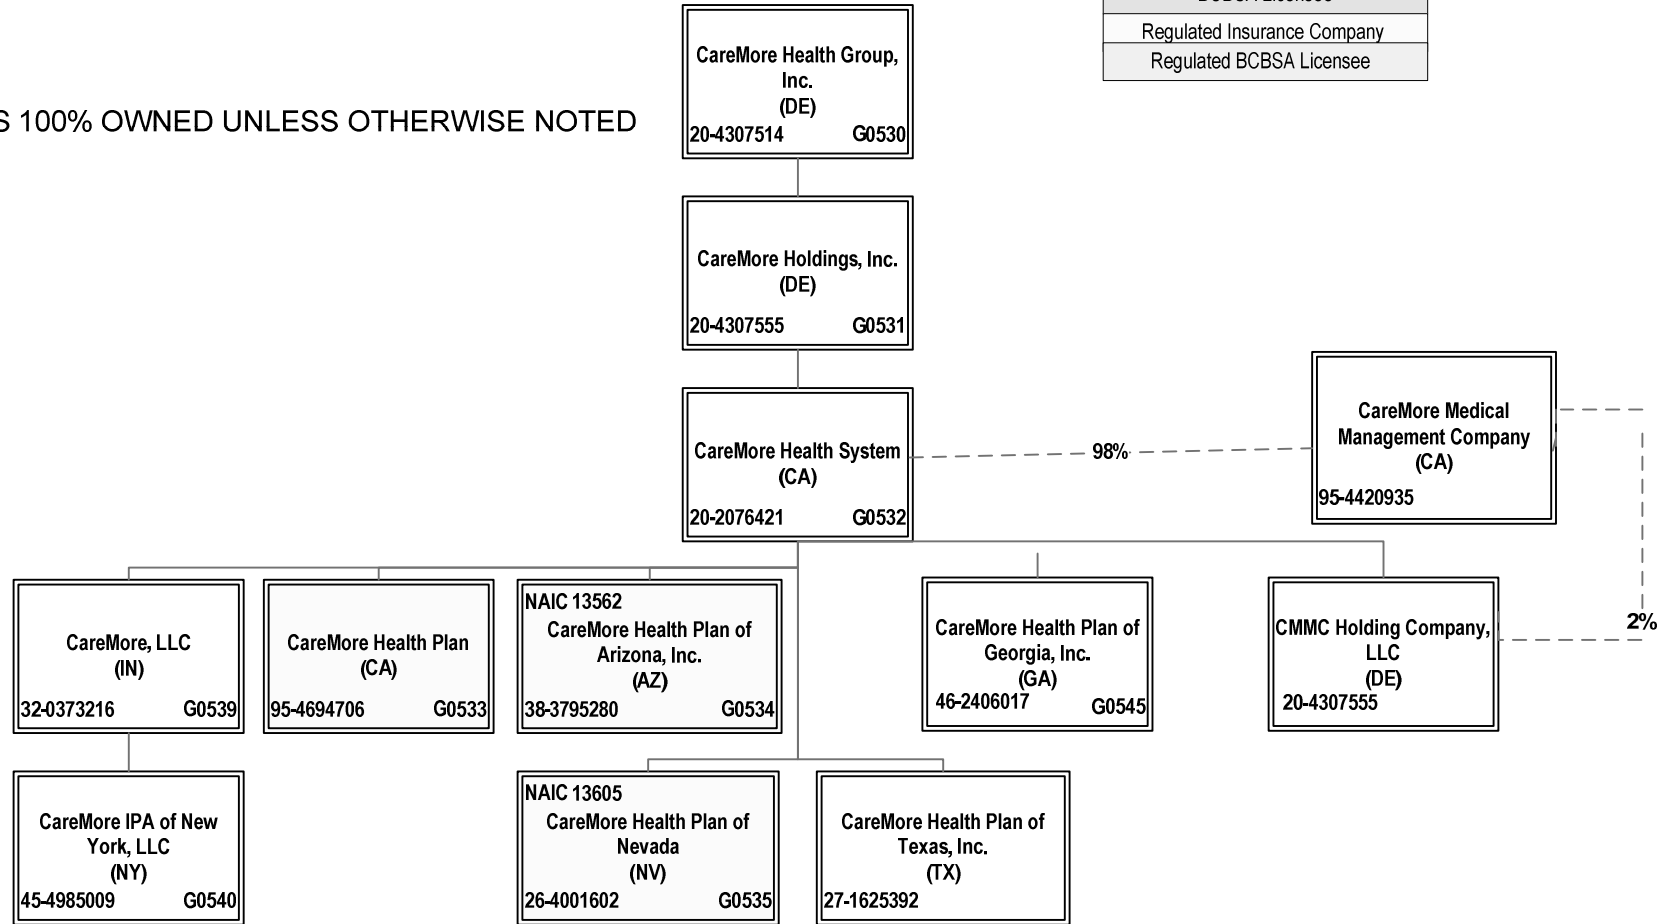 Regulated Insurance Company
Regulated BCBSA Licensee
CareMore Health Group,
Inc.
(DE)
20-4307514 G0530
S 100% OWNED UNLESS OTHERWISE NOTED
CareMore Holdings, Inc.
(DE)
20-4307555 G0531
CareMore Health System
(CA)
20-2076421 G0532
98%
CareMore Medical
Management Company
(CA)
95-4420935
2%
CareMore, LLC
(IN)
32-0373216 G0539
CareMore Health Plan
(CA)
95-4694706 G0533
NAIC 13562
CareMore Health Plan of
Arizona, Inc.
(AZ)
38-3795280 G0534
CareMore Health Plan of
Georgia, Inc.
(GA)
46-2406017 G0545
CMMC Holding Company,
LLC
(DE)
20-4307555
CareMore IPA of New
York, LLC
(NY)
45-4985009 G0540
NAIC 13605
CareMore Health Plan of
Nevada
(NV)
26-4001602 G0535
CareMore Health Plan of
Texas, Inc.
(TX)
27-1625392